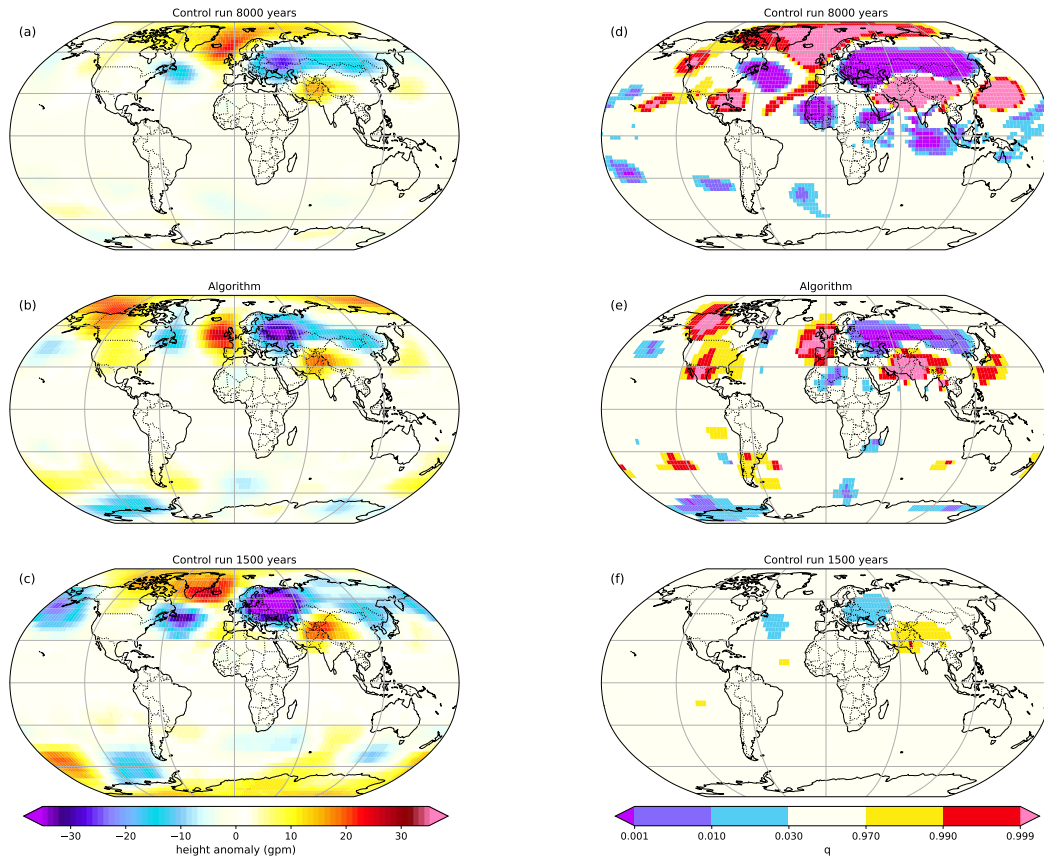 Control run 8000 years
(a)
Control run 8000 years
(d)
Algorithm
(b)
Algorithm
(e)
Control run 1500 years
(c)
Control run 1500 years
(f)
−30 −20 −10 0 10 20 30
height anomaly (gpm)
0.001 0.010 0.030 0.970 0.990 0.999
q